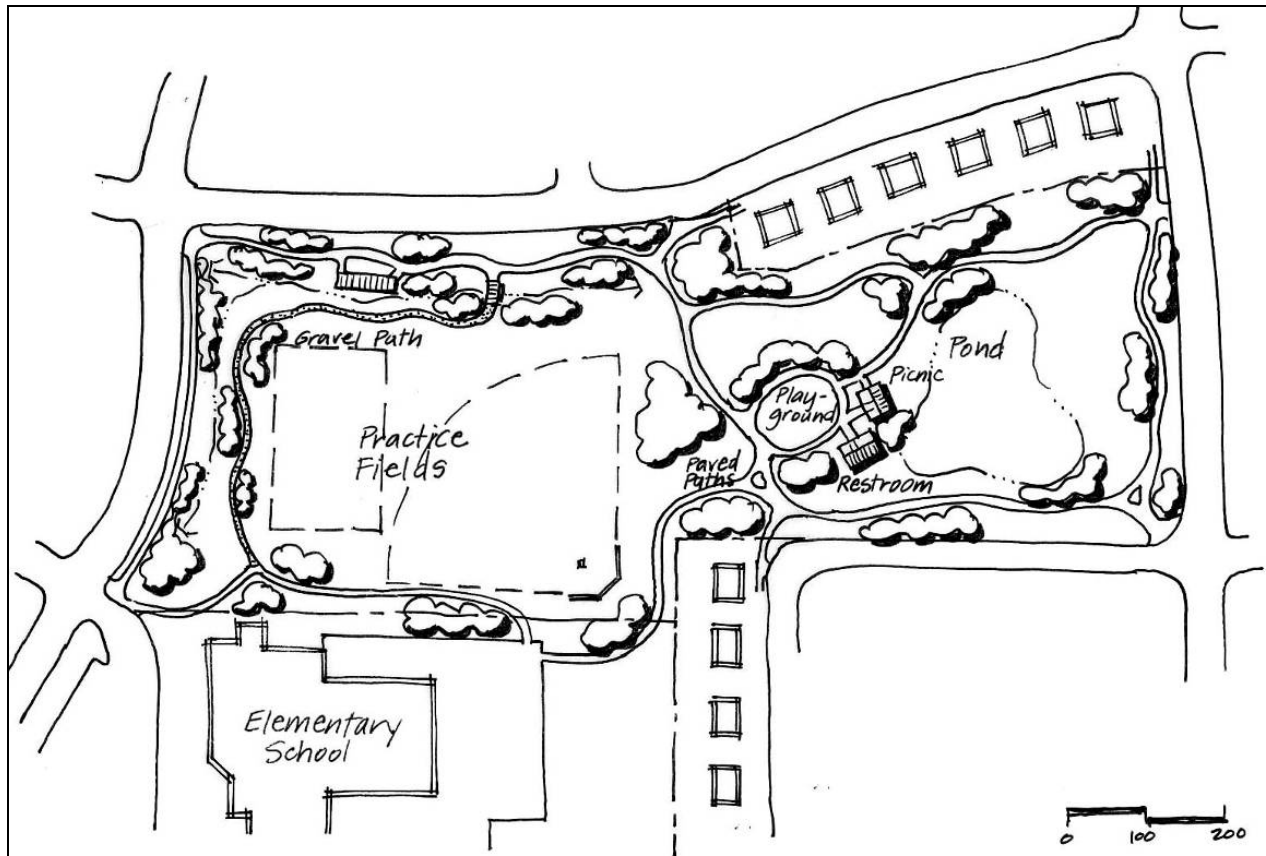 Gravel Path
Pond
Picnic
Play-
ground
Practice
Fields
Paved
Paths
Restroom
Elementary
School
0 100 200